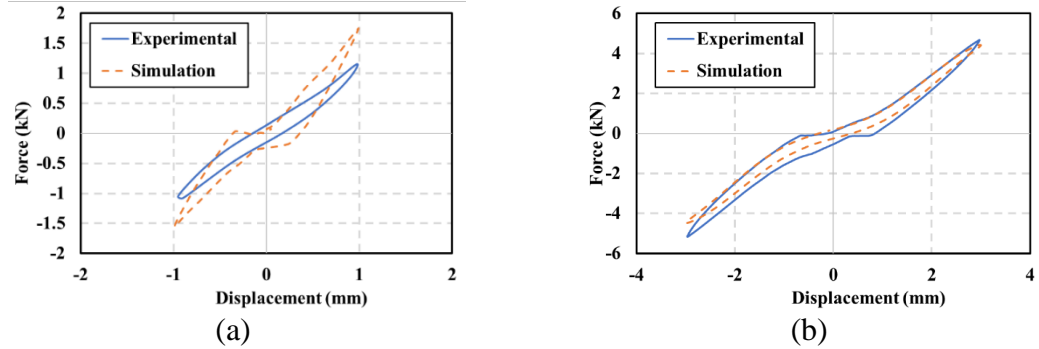 2
1.5
1
0.5
0
-0.5
-1
-1.5
-2
Force (kN)
Experimental
Simulation
-2 -1 0 1 2
Displacement (mm)
(a)
6
4
2
0
-2
-4
-6
Force (kN)
Experimental
Simulation
-4 -2 0 2 4
Displacement (mm)
(b)